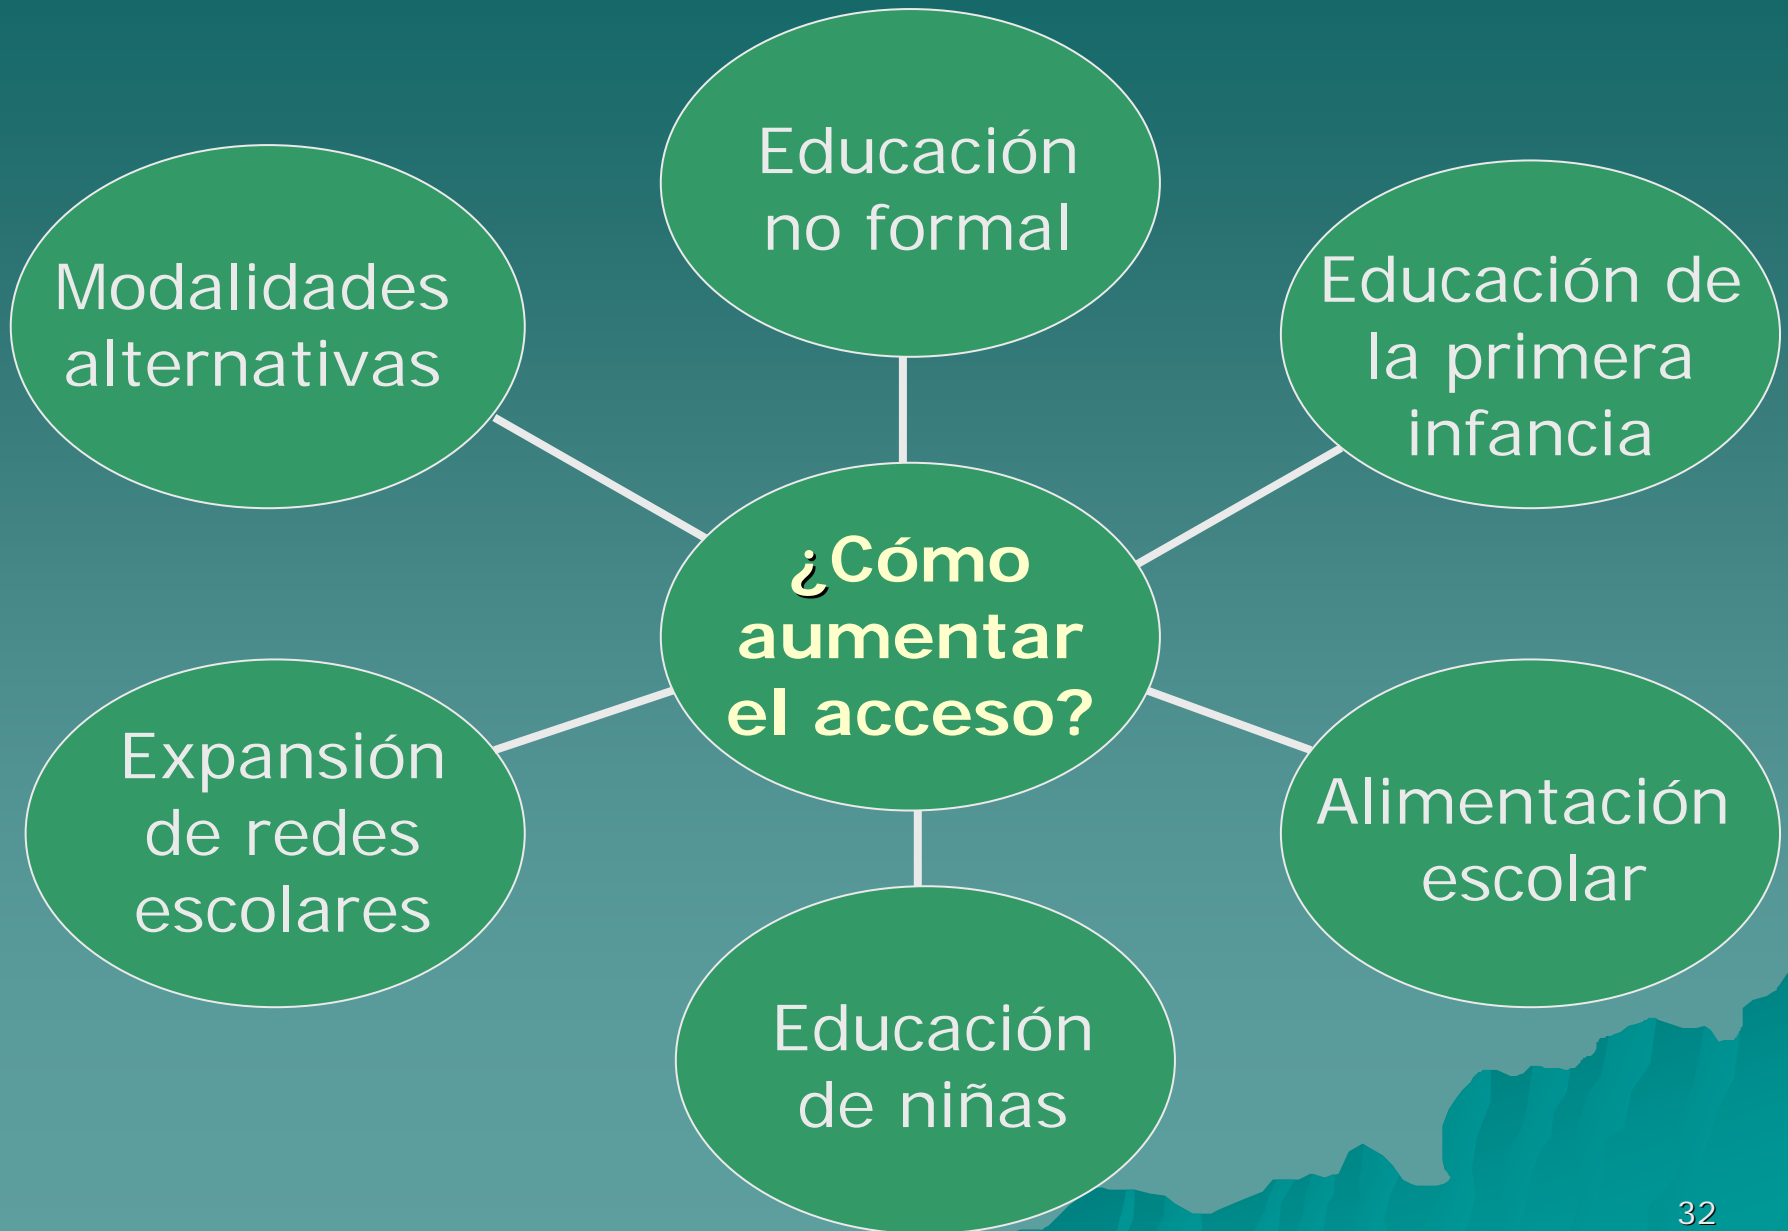 Educación
no formal
Modalidades
alternativas
Educación de
la primera
infancia
¿Cómo
aumentar
el acceso?
Expansión
de redes
escolares
Alimentación
escolar
Educación
de niñas
32